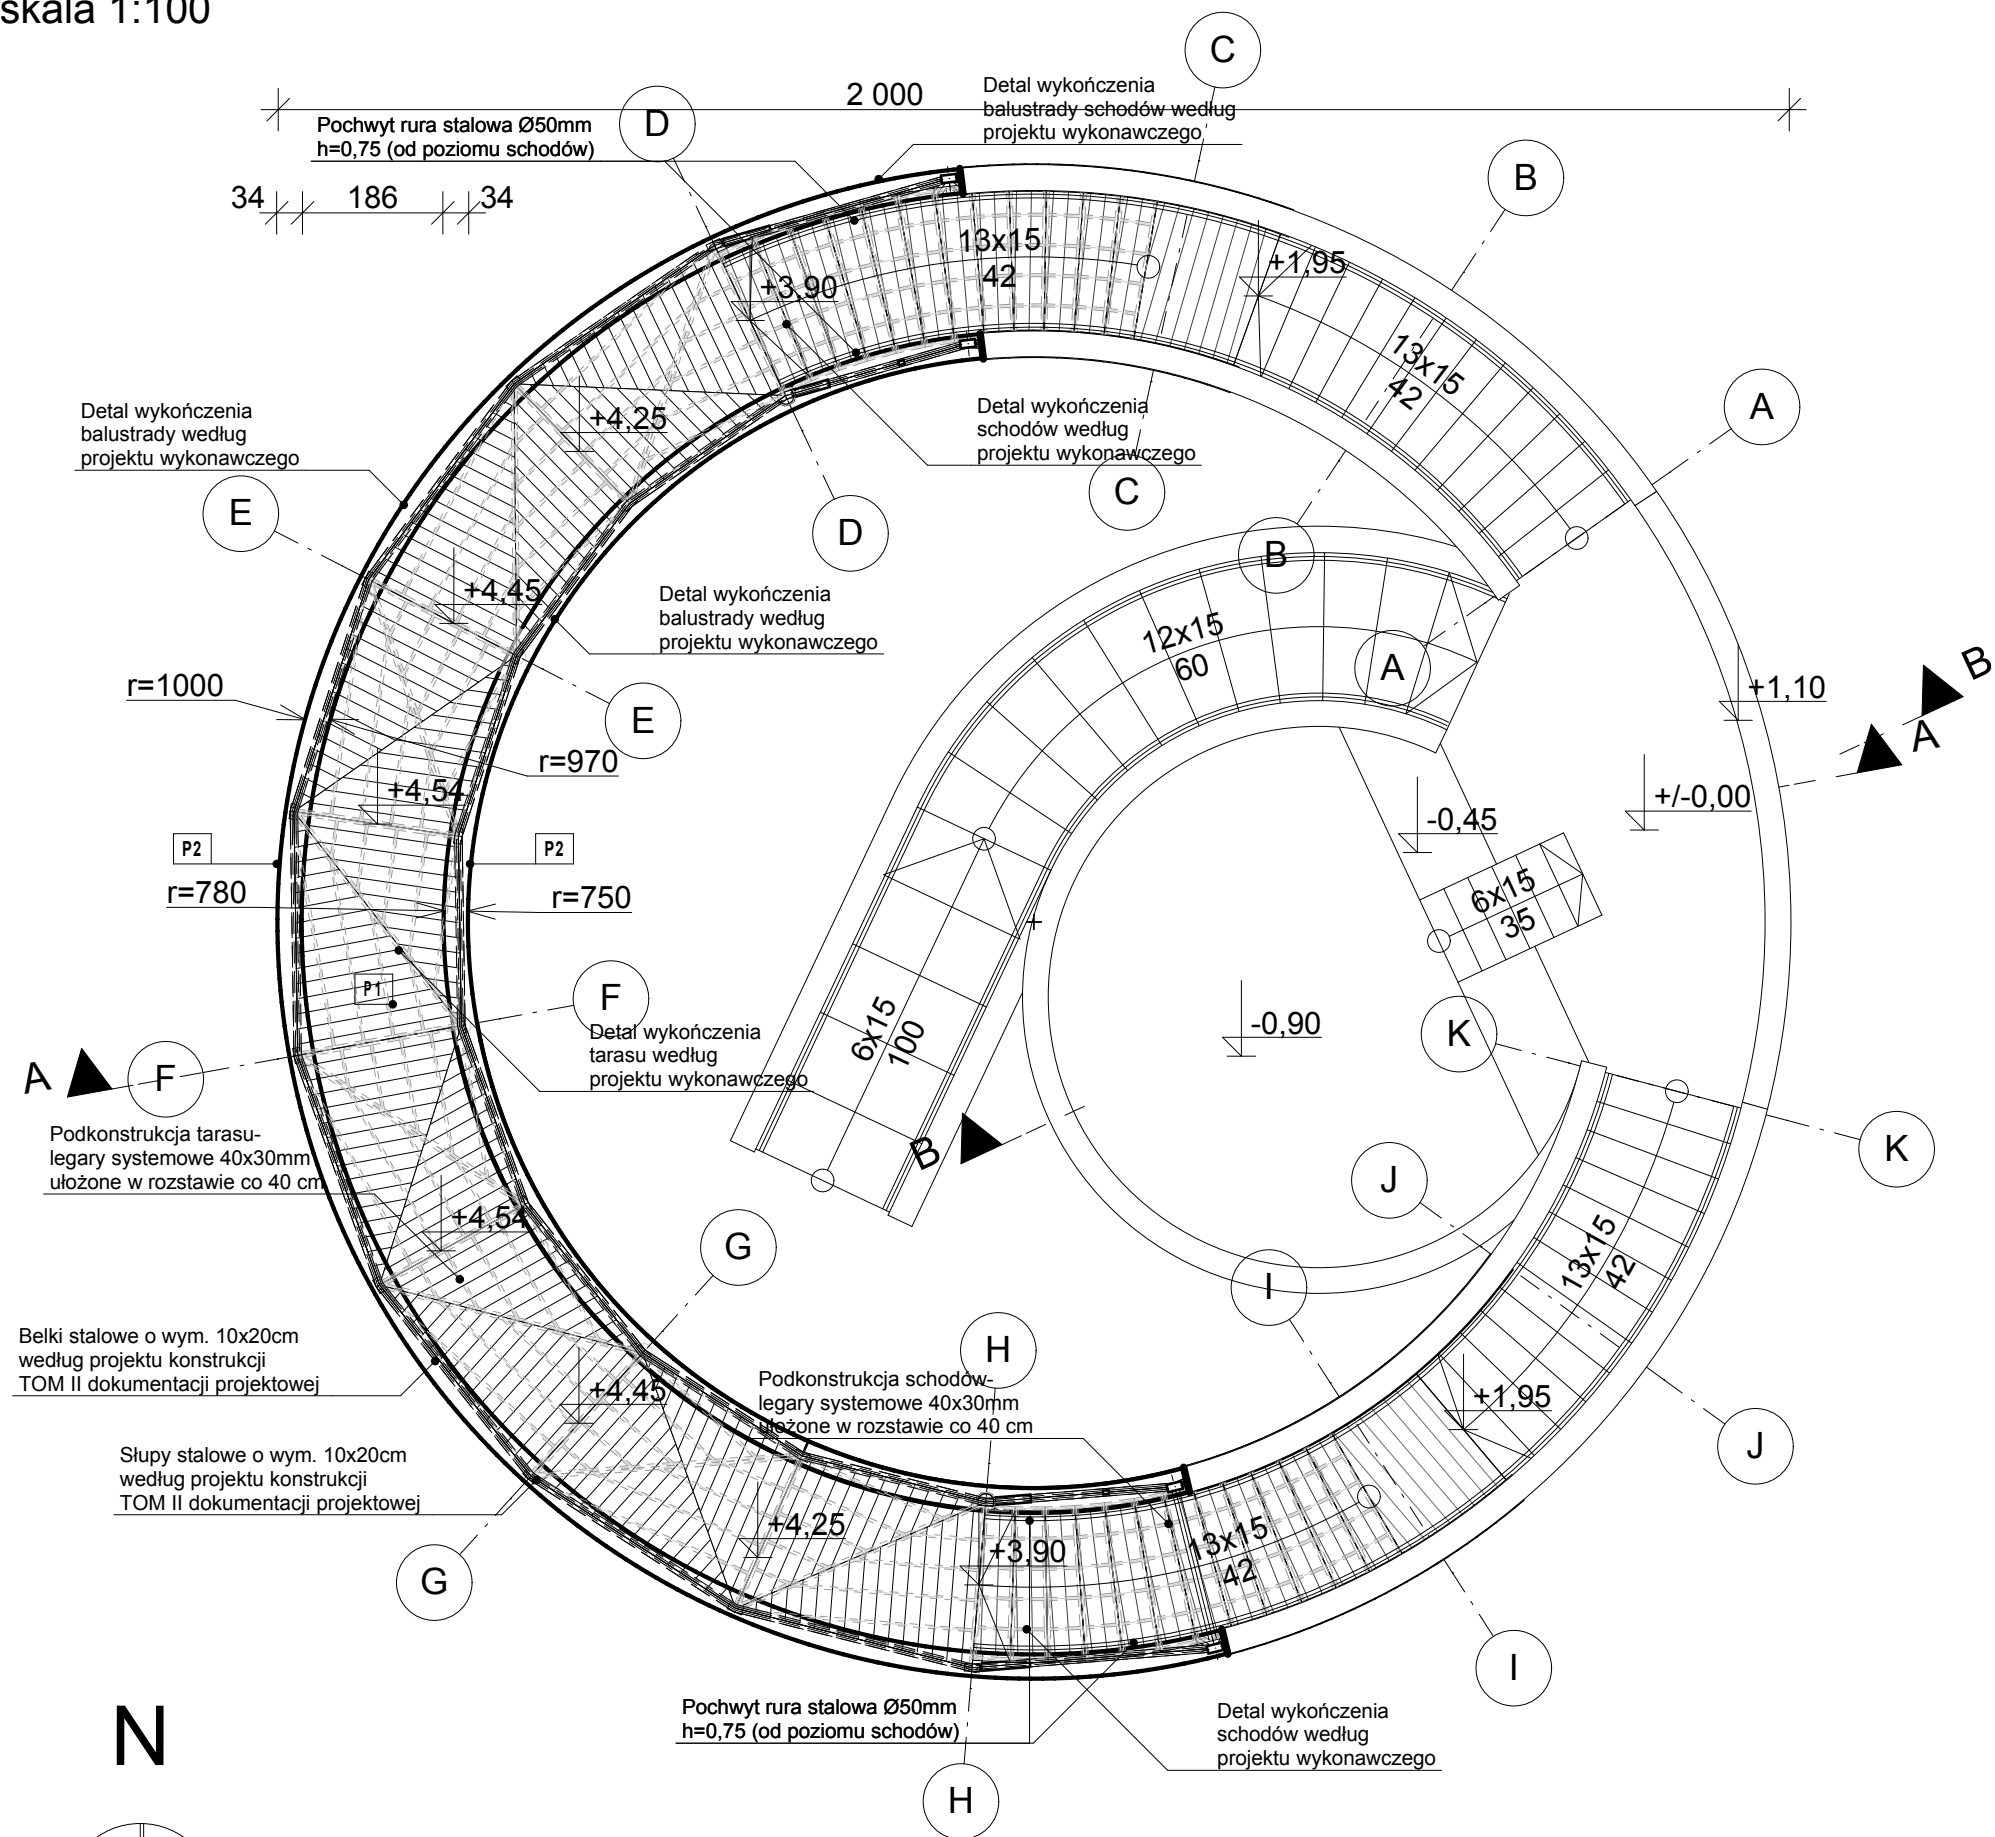 skala 1:100
C
2 000
Detal wykończenia
balustrady schodów według
projektu wykonawczego
D
Pochwyt rura stalowa Ø50mm
h=0,75 (od poziomu schodów)
B
34
186
34
13x15
42
+1,95
+3,90
13x15
42
A
Detal wykończenia
balustrady według
projektu wykonawczego
+4,25
Detal wykończenia
schodów według
projektu wykonawczego
C
E
D
B
+4,45
Detal wykończenia
balustrady według
projektu wykonawczego
12x15
60
A
r=1000
E
+1,10
B
A
r=970
+4,54
+/-0,00
-0,45
P2
P2
r=780
r=750
6x15
35
P1
F
-0,90
K
6x15
100
Detal wykończenia
tarasu według
projektu wykonawczego
A
F
B
K
Podkonstrukcja tarasu-
legary systemowe 40x30mm
ułożone w rozstawie co 40 cm
J
+4,54
G
13x15
42
I
Belki stalowe o wym. 10x20cm
według projektu konstrukcji
TOM II dokumentacji projektowej
H
+4,45
Podkonstrukcja schodów-
legary systemowe 40x30mm
ułożone w rozstawie co 40 cm
+1,95
J
Słupy stalowe o wym. 10x20cm
według projektu konstrukcji
TOM II dokumentacji projektowej
+4,25
+3,90
13x15
42
G
I
Pochwyt rura stalowa Ø50mm
h=0,75 (od poziomu schodów)
Detal wykończenia
schodów według
projektu wykonawczego
N
H